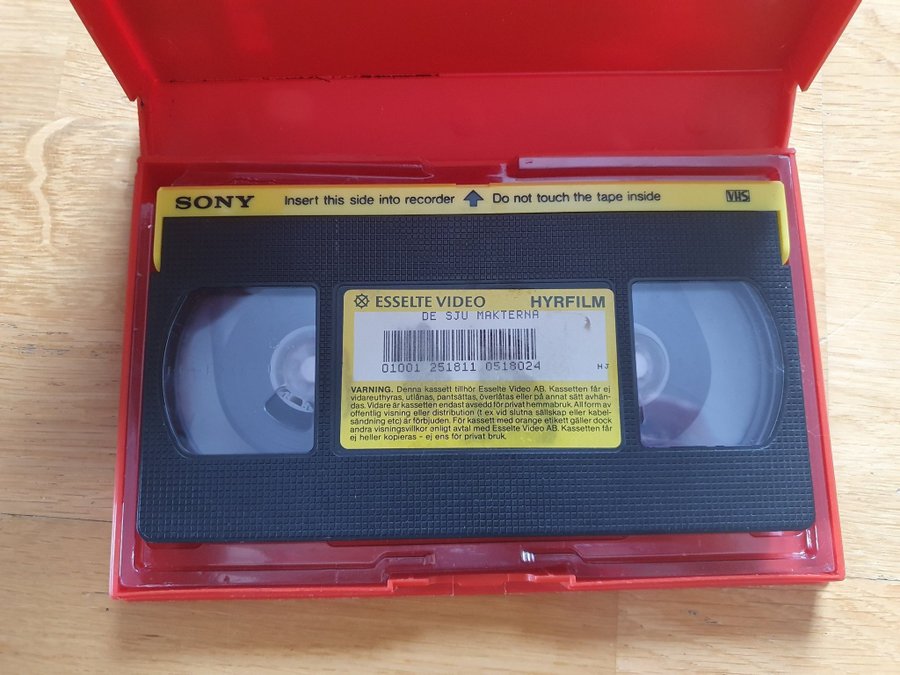 SONY Insert this side into recorder Do not touch the tape inside VHS
ESSELTE VIDEO HYRFILM
DE SJU MAKTERNA
01001 251811 0518024 HJ
VARNING. Denna kassett tillhör Esselte Video AB. Kassetten får ej
vidareuthyras, utlånas, pantsättas, överlåtas eller på annat sätt avhän-
das. Vidare är kassetten endast avsedd för privat hemmabruk. All form av
offentlig visning eller distribution (t ex vid slutna sällskap eller kabel-
sändning etc) är förbjuden. För kassett med orange etikett gäller dock
andra visningsvillkor enligt avtal med Esselte Video AB. Kassetten får
ej heller kopieras - ej ens för privat bruk.